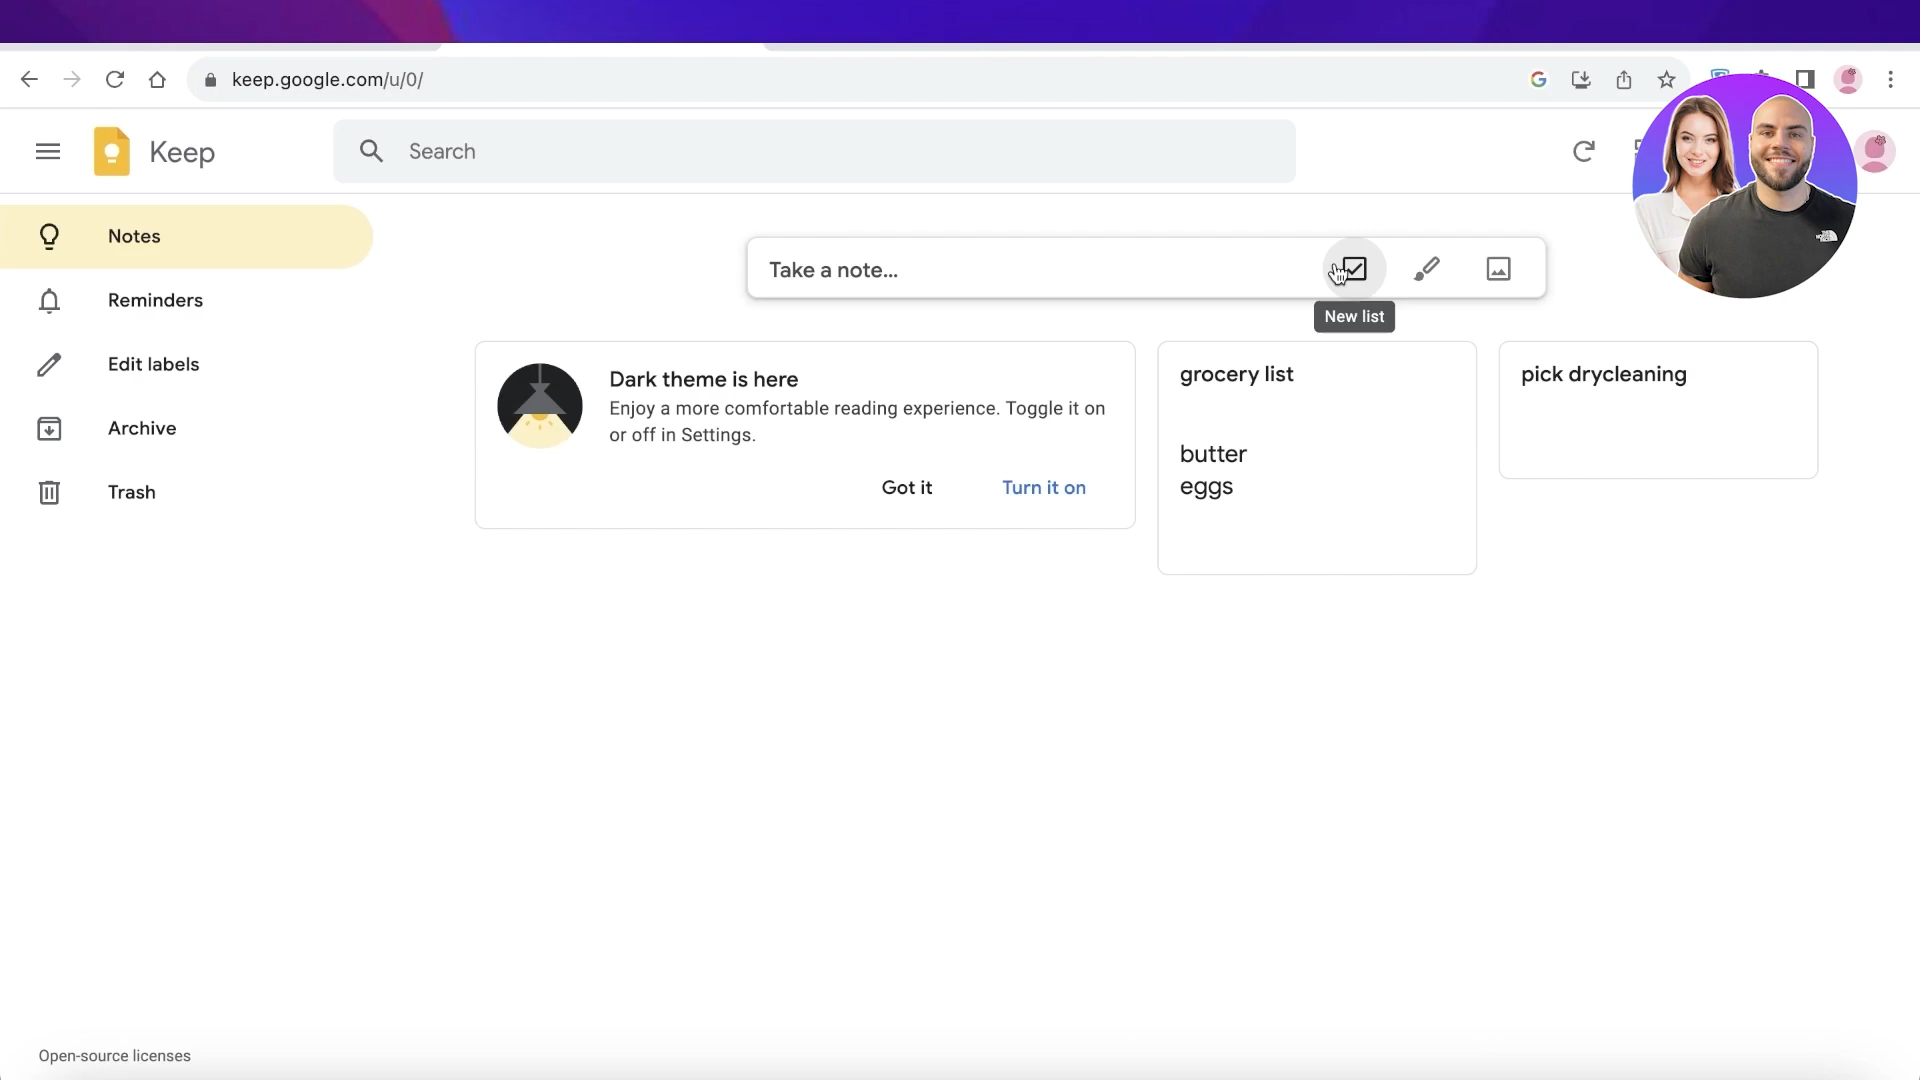 keep.google.com/u/0/
Keep
Search
Notes
Reminders
Edit labels
Archive
Trash
Take a note...
New list
Dark theme is here
Enjoy a more comfortable reading experience. Toggle it on
or off in Settings.
Got it
Turn it on
grocery list
butter
eggs
pick drycleaning
Open-source licenses